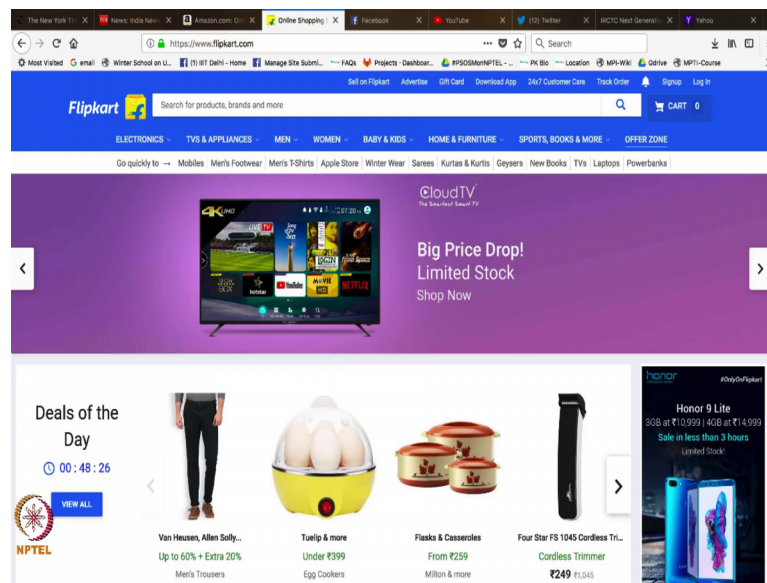 The New York Ti
News: India News
Amazon.com: Onl
Online Shopping S
Facebook
YouTube
(12) Twitter
IRCTC Next Generati
Yahoo
https://www.flipkart.com
Search
Most Visited
email
Winter School on U...
(1) IIT Delhi - Home
Manage Site Submi...
FAQs
Projects · Dashboar...
#PSOSMonNPTEL - ...
PK Bio
Location
MPI-Wiki
Gdrive
MPTI-Course
Sell on Flipkart
Advertise
Gift Card
Download App
24x7 Customer Care
Track Order
Signup
Log In
Flipkart
Search for products, brands and more
CART 0
ELECTRONICS
TVS & APPLIANCES
MEN
WOMEN
BABY & KIDS
HOME & FURNITURE
SPORTS, BOOKS & MORE
OFFER ZONE
Go quickly to →
Mobiles
Men's Footwear
Men's T-Shirts
Apple Store
Winter Wear
Sarees
Kurtas & Kurtis
Geysers
New Books
TVs
Laptops
Powerbanks
CloudTV
The Smartest Smart TV
4K UHD
07:20
LIVE TV
LOGIN
hotstar
YouTube
MOVIE
NETFLIX
Big Price Drop!
Limited Stock
Shop Now
Deals of the
Day
00 : 48 : 26
VIEW ALL
NPTEL
Van Heusen, Allen Solly...
Up to 60% + Extra 20%
Men's Trousers
Tuelip & more
Under ₹399
Egg Cookers
Flasks & Casseroles
From ₹259
Milton & more
Four Star FS 1045 Cordless Tri...
Cordless Trimmer
₹249 ₹1,045
honor
#OnlyOnFlipkart
Honor 9 Lite
3GB at ₹10,999 | 4GB at ₹14,999
Sale in less than 3 hours
Limited Stock!